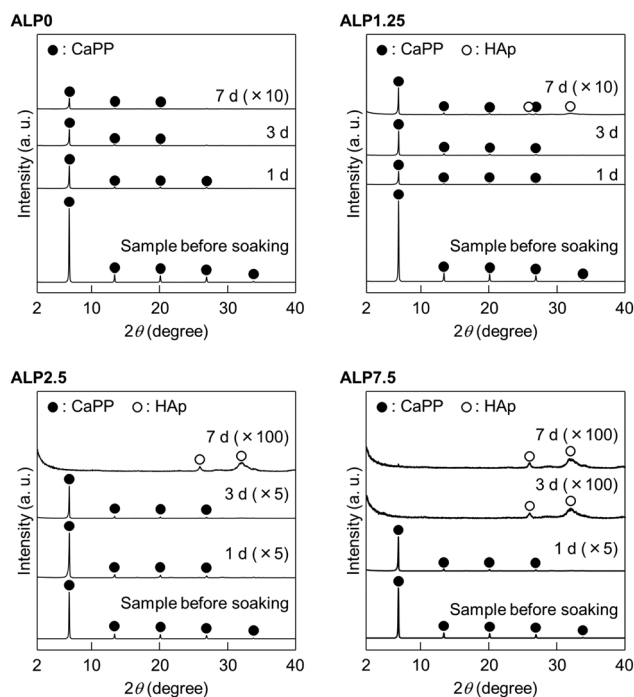 ALP0
● : CaPP
7 d (×10)
3 d
1 d
Sample before soaking
Intensity (a. u.)
2 10 20 30 40
2θ (degree)
ALP1.25
● : CaPP ○ : HAp
7 d (×10)
3 d
1 d
Sample before soaking
Intensity (a. u.)
2 10 20 30 40
2θ (degree)
ALP2.5
● : CaPP ○ : HAp
7 d (×100)
3 d (×5)
1 d (×5)
Sample before soaking
Intensity (a. u.)
2 10 20 30 40
2θ (degree)
ALP7.5
● : CaPP ○ : HAp
7 d (×100)
3 d (×100)
1 d (×5)
Sample before soaking
Intensity (a. u.)
2 10 20 30 40
2θ (degree)